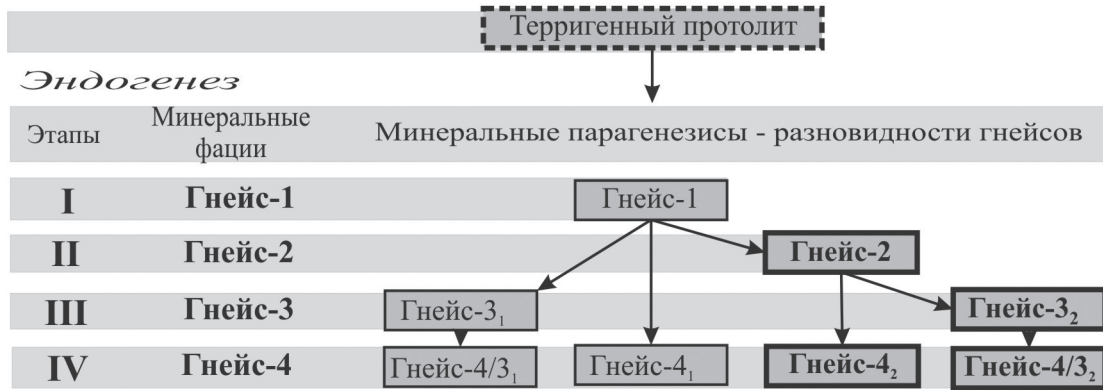 Терригенный протолит
Эндогенез
Этапы Минеральные фации Минеральные парагенезисы - разновидности гнейсов
I Гнейс-1 Гнейс-1
II Гнейс-2 Гнейс-2
III Гнейс-3 Гнейс-3₁ Гнейс-3₂
IV Гнейс-4 Гнейс-4/3₁ Гнейс-4₁ Гнейс-4₂ Гнейс-4/3₂